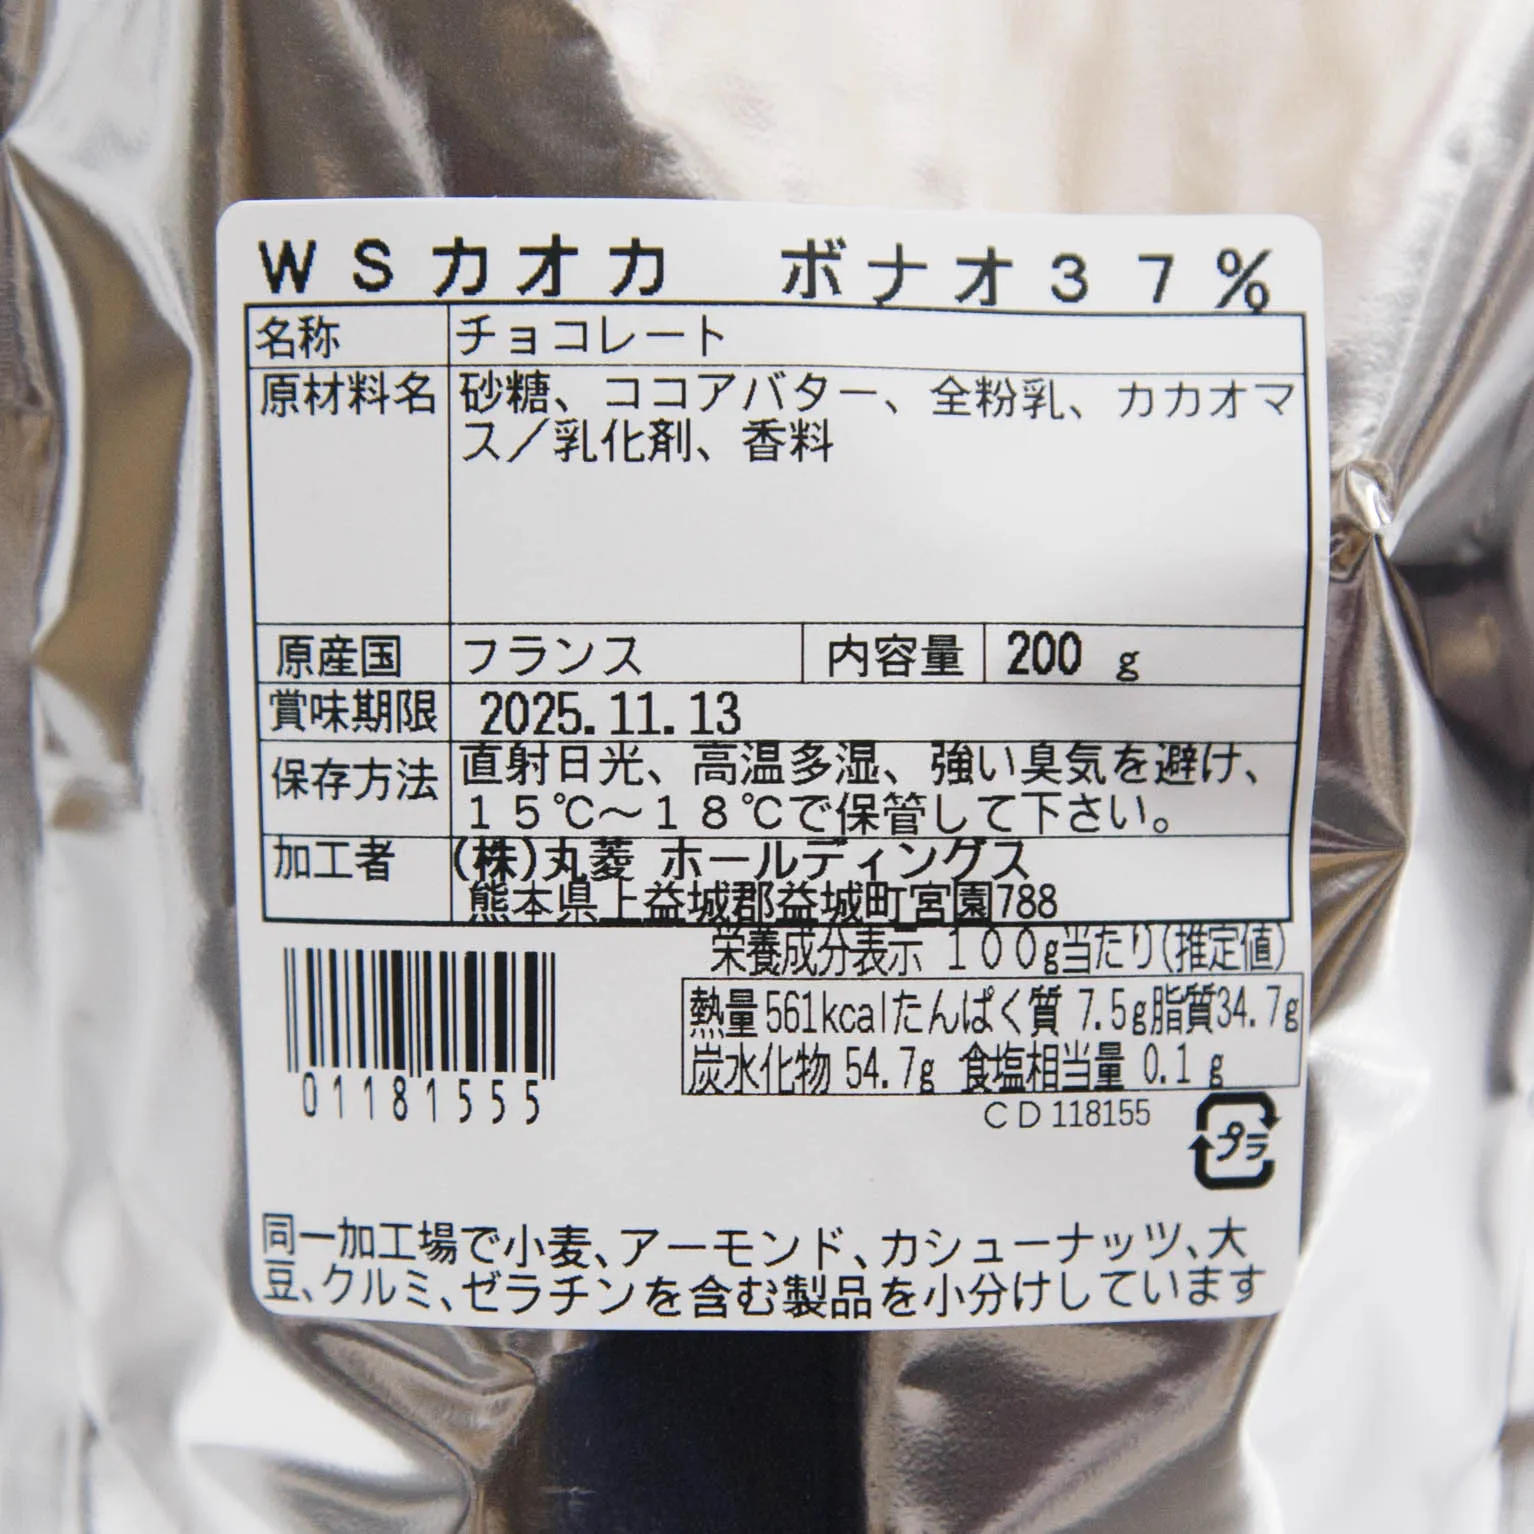 WSカオカ ボナオ37%
名称 チョコレート
原材料名 砂糖、ココアバター、全粉乳、カカオマ
ス／乳化剤、香料
原産国 フランス 内容量 200 g
賞味期限 2025.11.13
保存方法 直射日光、高温多湿、強い臭気を避け、
15℃～18℃で保管して下さい。
加工者 (株)丸菱 ホールディングス
熊本県上益城郡益城町宮園788
栄養成分表示 100g当たり(推定値)
熱量561kcalたんぱく質 7.5g脂質34.7g
炭水化物 54.7g 食塩相当量 0.1 g
01181555
CD118155
プラ
同一加工場で小麦、アーモンド、カシューナッツ、大
豆、クルミ、ゼラチンを含む製品を小分けしています